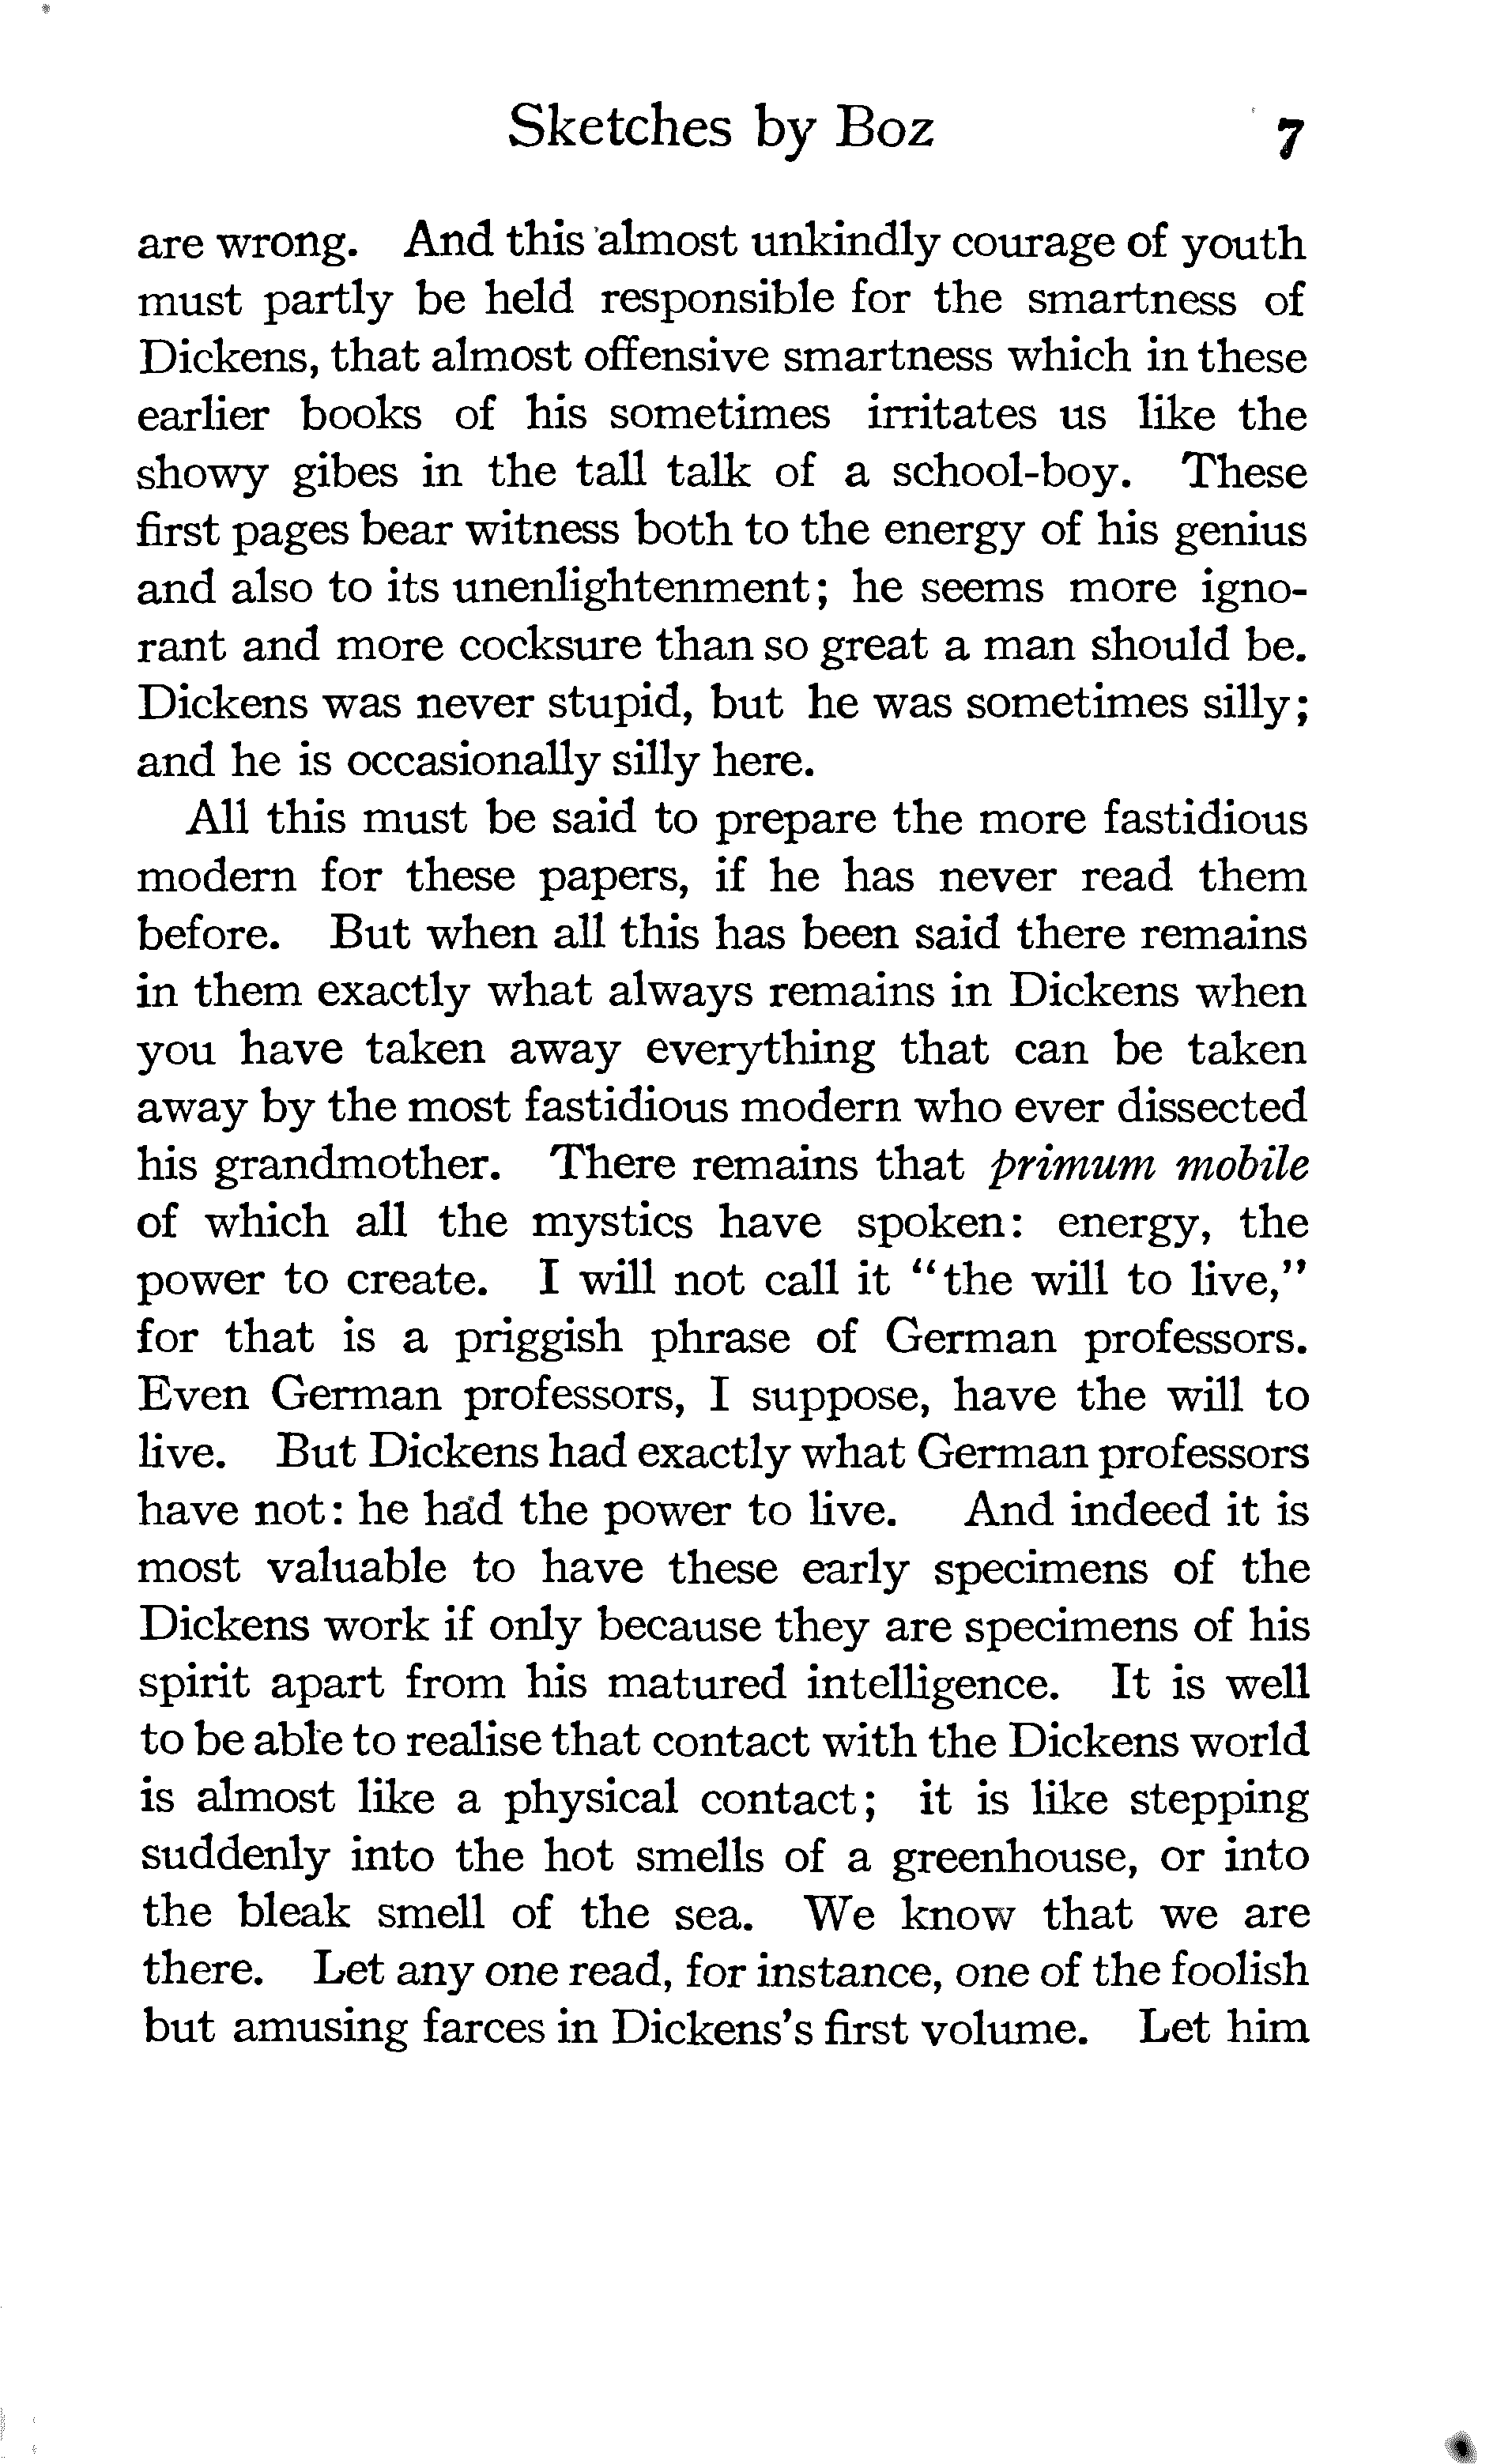 Sketches by Boz 7
are wrong. And this almost unkindly courage of youth
must partly be held responsible for the smartness of
Dickens, that almost offensive smartness which in these
earlier books of his sometimes irritates us like the
showy gibes in the tall talk of a school-boy. These
first pages bear witness both to the energy of his genius
and also to its unenlightenment; he seems more igno-
rant and more cocksure than so great a man should be.
Dickens was never stupid, but he was sometimes silly;
and he is occasionally silly here.
All this must be said to prepare the more fastidious
modern for these papers, if he has never read them
before. But when all this has been said there remains
in them exactly what always remains in Dickens when
you have taken away everything that can be taken
away by the most fastidious modern who ever dissected
his grandmother. There remains that primum mobile
of which all the mystics have spoken: energy, the
power to create. I will not call it "the will to live,"
for that is a priggish phrase of German professors.
Even German professors, I suppose, have the will to
live. But Dickens had exactly what German professors
have not: he had the power to live. And indeed it is
most valuable to have these early specimens of the
Dickens work if only because they are specimens of his
spirit apart from his matured intelligence. It is well
to be able to realise that contact with the Dickens world
is almost like a physical contact; it is like stepping
suddenly into the hot smells of a greenhouse, or into
the bleak smell of the sea. We know that we are
there. Let any one read, for instance, one of the foolish
but amusing farces in Dickens's first volume. Let him